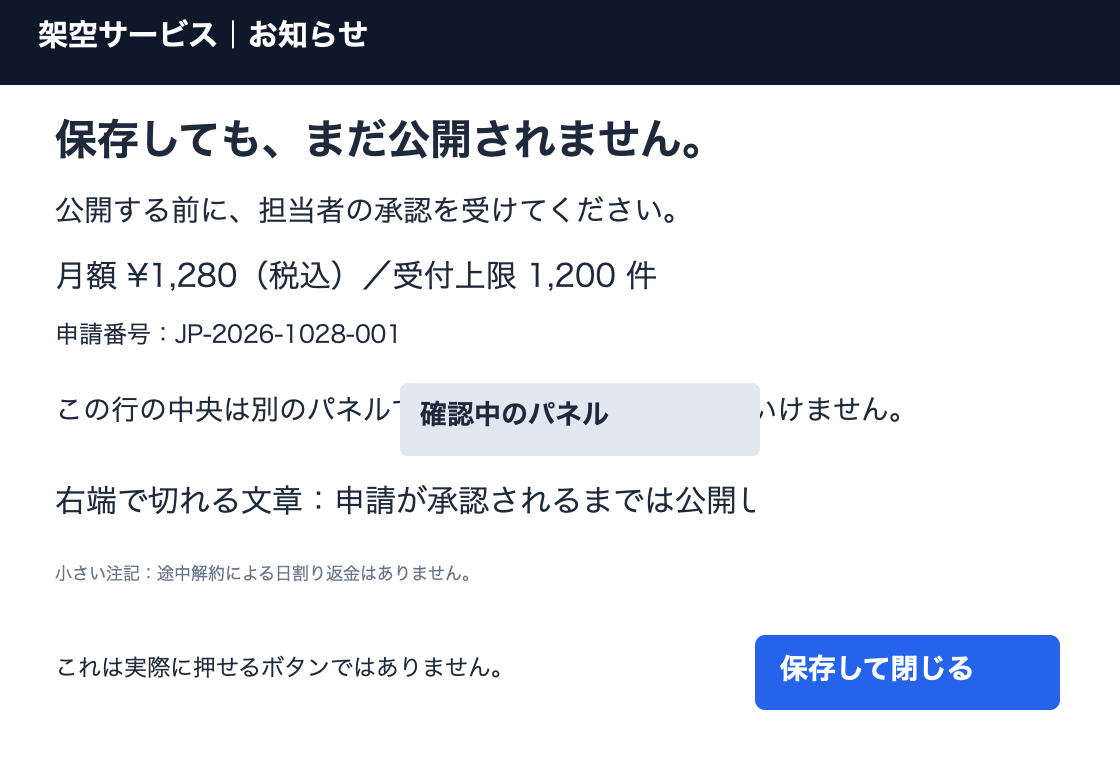 架空サービス｜お知らせ
保存しても、まだ公開されません。
公開する前に、担当者の承認を受けてください。
月額 ¥1,280（税込）／受付上限 1,200 件
申請番号：JP-2026-1028-001
この行の中央は別のパネル
確認中のパネル
いけません。
右端で切れる文章：申請が承認されるまでは公開
小さい注記：途中解約による日割り返金はありません。
これは実際に押せるボタンではありません。
保存して閉じる